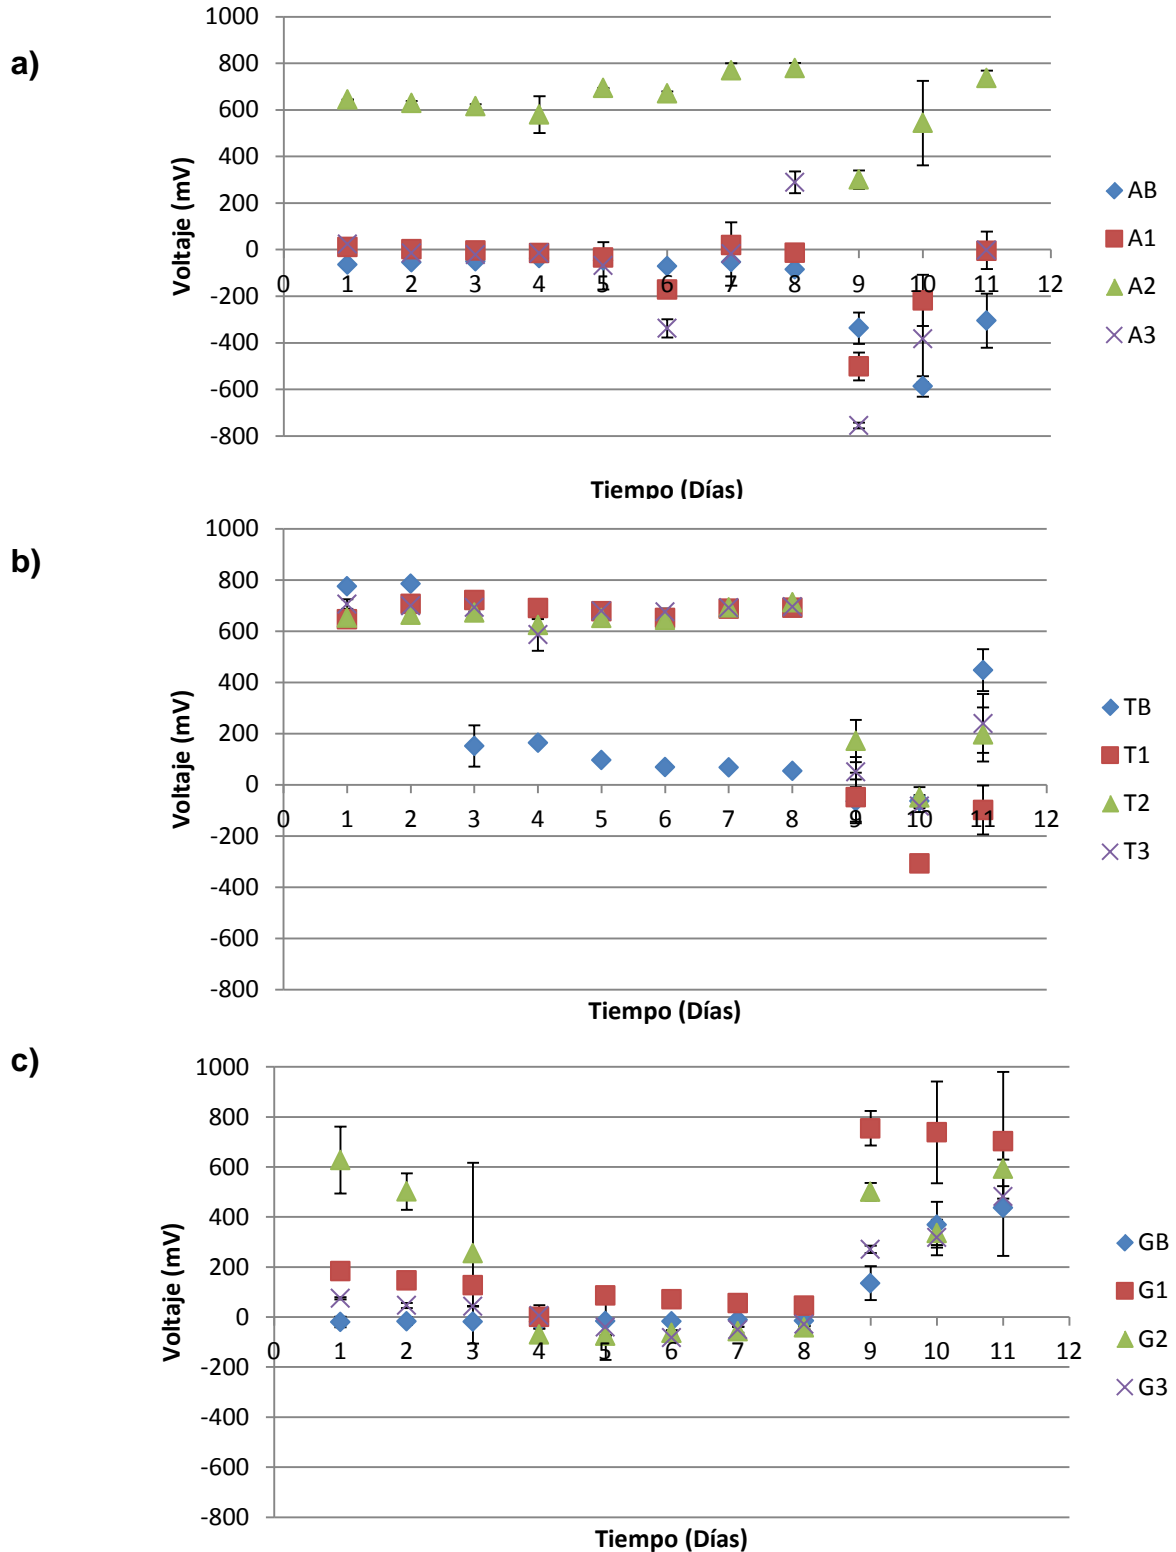 a)
Voltaje (mV)
1000
800
600
400
200
0
-200
-400
-600
-800
0 1 2 3 4 5 6 7 8 9 10 11 12
Tiempo (Días)
AB
A1
A2
A3
b)
Voltaje (mV)
1000
800
600
400
200
0
-200
-400
-600
-800
0 1 2 3 4 5 6 7 8 9 10 11 12
Tiempo (Días)
TB
T1
T2
T3
c)
Voltaje (mV)
1000
800
600
400
200
0
-200
-400
-600
-800
0 1 2 3 4 5 6 7 8 9 10 11 12
Tiempo (Días)
GB
G1
G2
G3